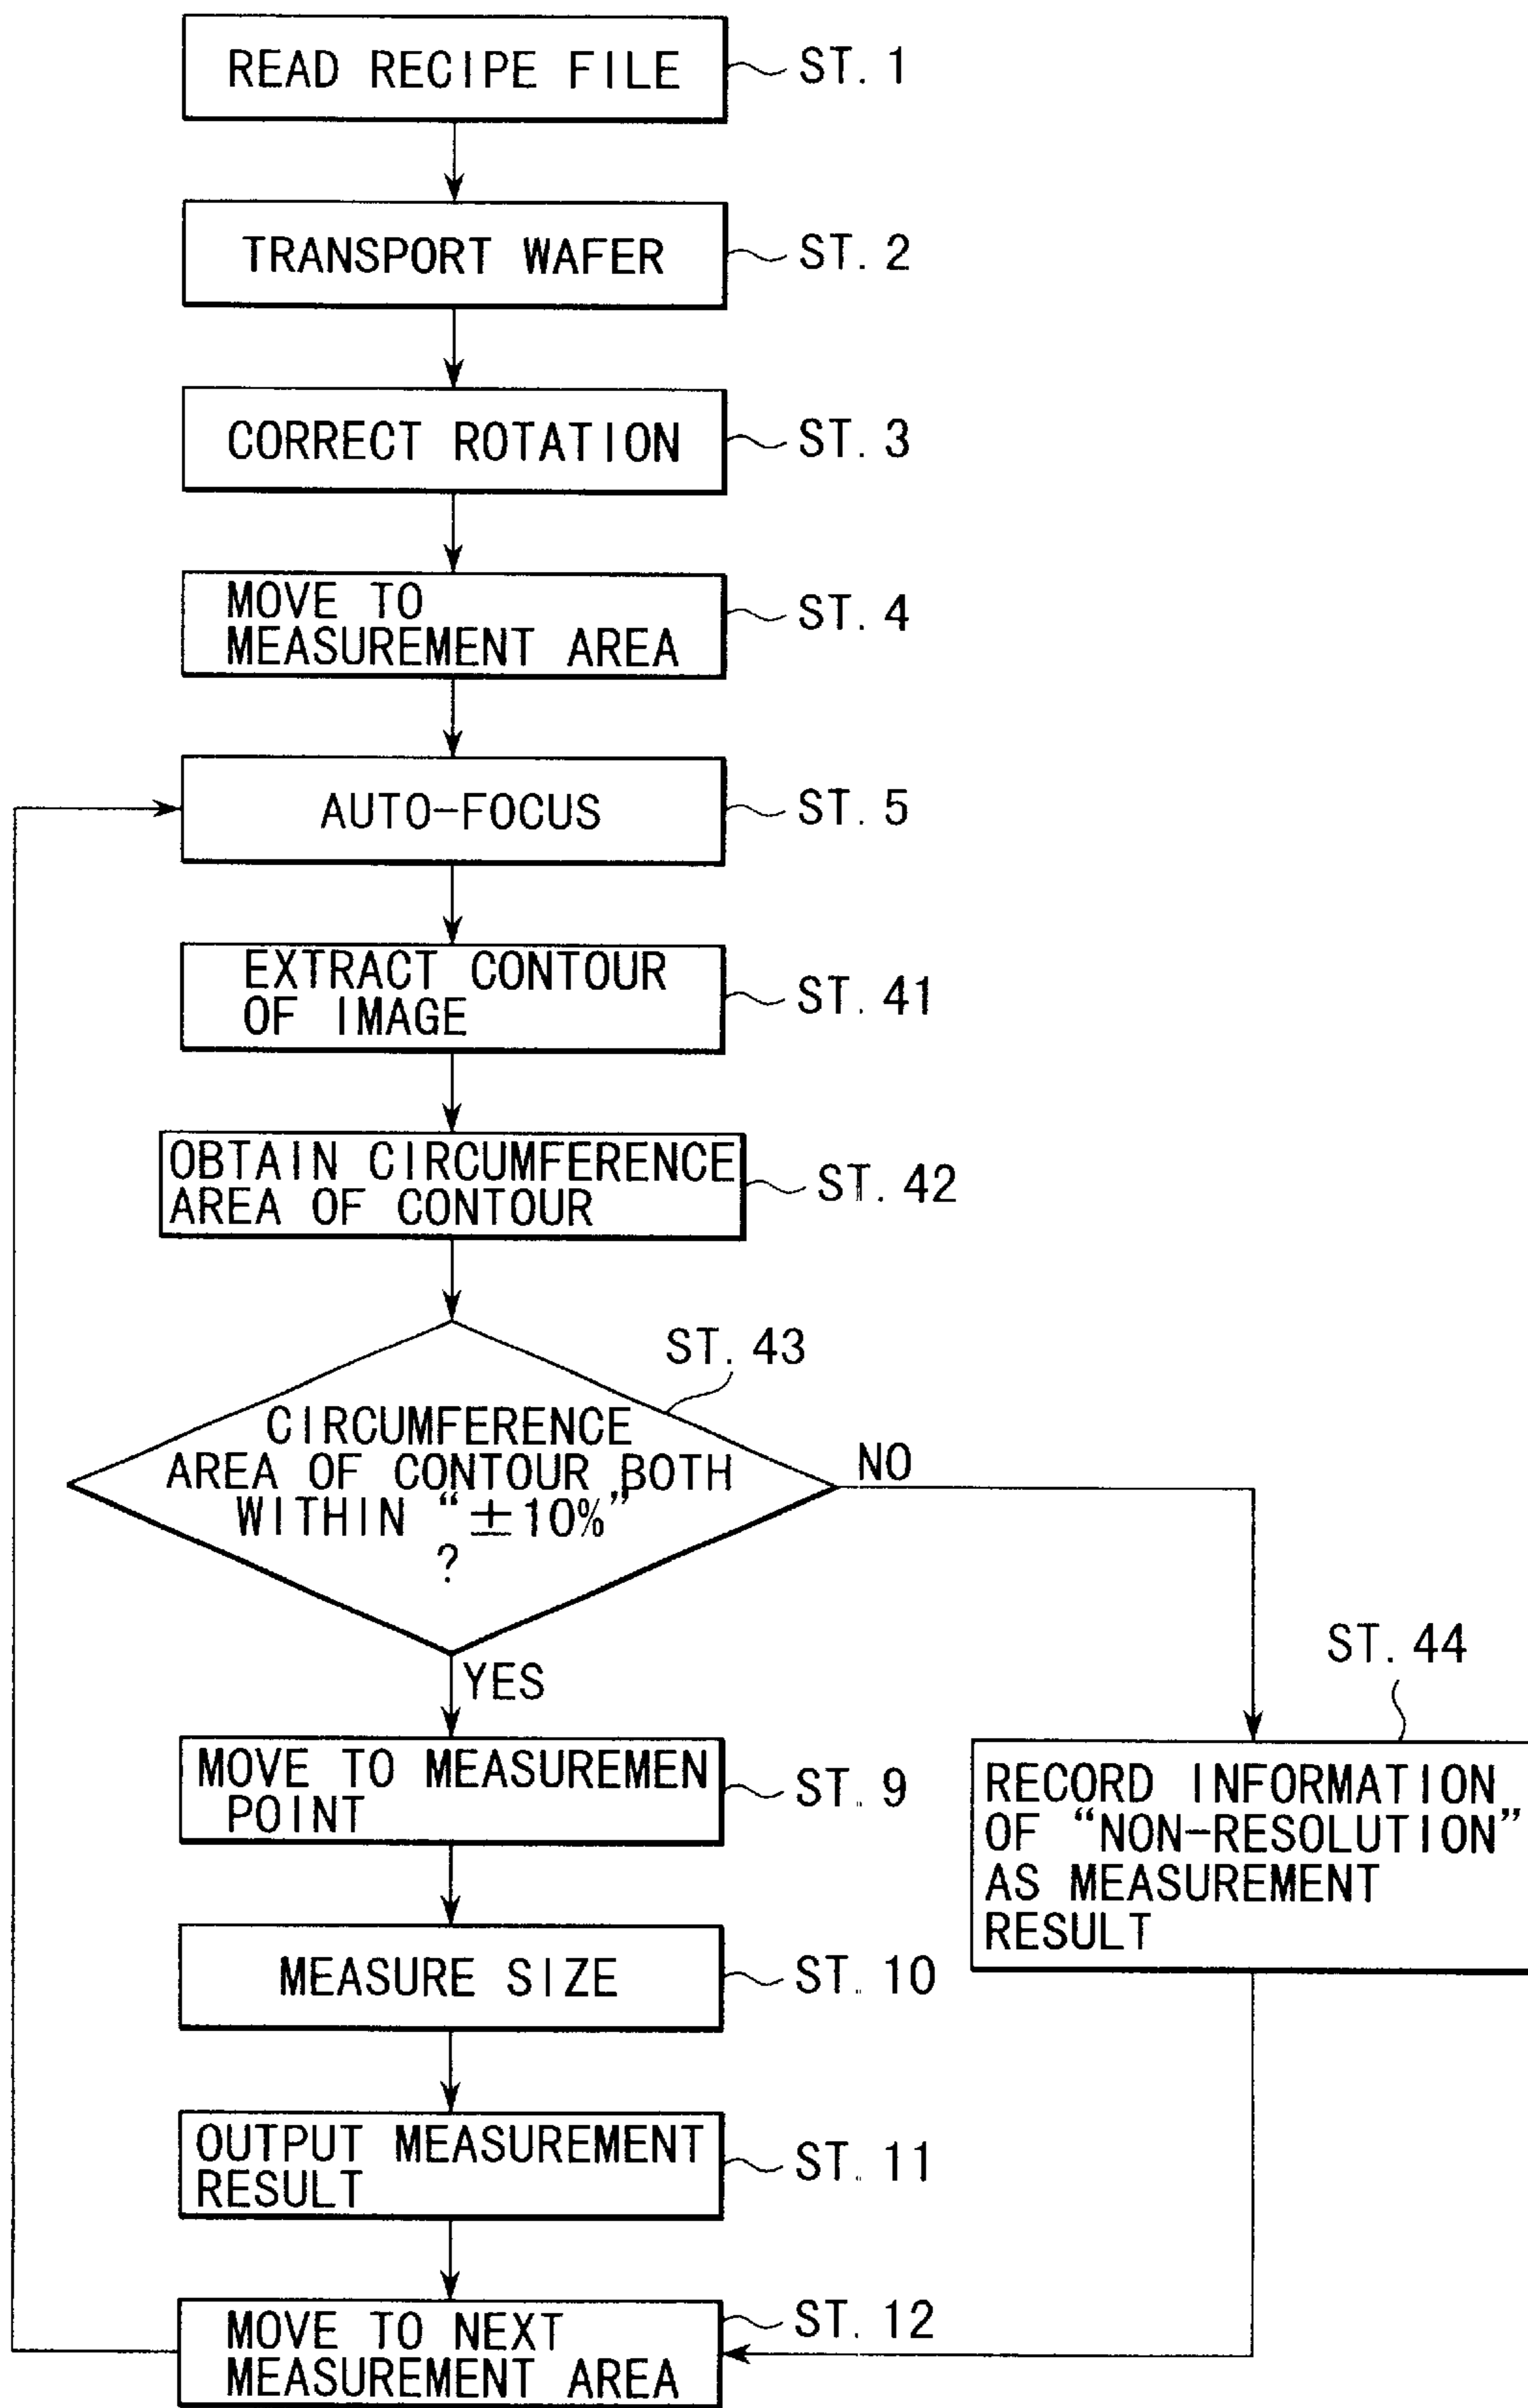 READ RECIPE FILE
ST. 1
TRANSPORT WAFER
ST. 2
CORRECT ROTATION
ST. 3
MOVE TO
MEASUREMENT AREA
ST. 4
AUTO-FOCUS
ST. 5
EXTRACT CONTOUR
OF IMAGE
ST. 41
OBTAIN CIRCUMFERENCE
AREA OF CONTOUR
ST. 42
ST. 43
CIRCUMFERENCE
AREA OF CONTOUR BOTH
WITHIN “±10%”
?
NO
YES
ST. 44
MOVE TO MEASUREMEN
POINT
ST. 9
RECORD INFORMATION
OF “NON-RESOLUTION”
AS MEASUREMENT
RESULT
MEASURE SIZE
ST. 10
OUTPUT MEASUREMENT
RESULT
ST. 11
MOVE TO NEXT
MEASUREMENT AREA
ST. 12